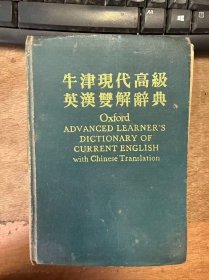 牛津現代高級
英漢雙解辭典
Oxford
ADVANCED LEARNER'S
DICTIONARY OF
CURRENT ENGLISH
with Chinese Translation